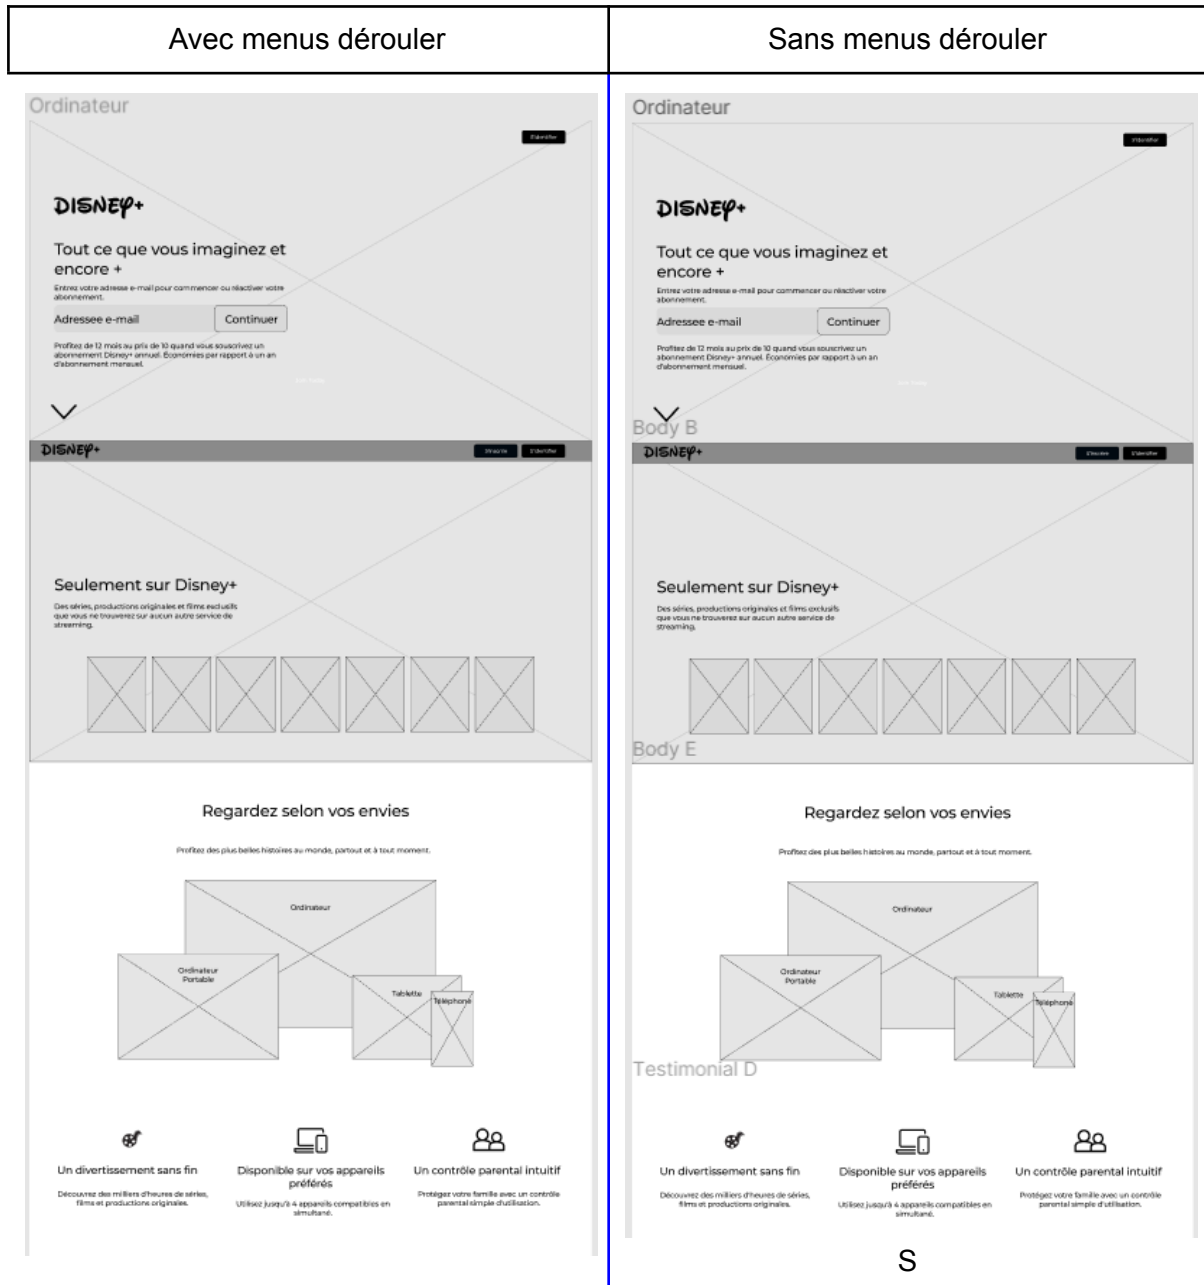 Avec menus dérouler
Sans menus dérouler
Ordinateur
S'identifier
DISNEY+
Tout ce que vous imaginez et
encore +
Entrez votre adresse e-mail pour commencer ou réactiver votre
abonnement.
Adressee e-mail
Continuer
Profitez de 12 mois au prix de 10 quand vous souscrivez un
abonnement Disney+ annuel. Économies par rapport à un an
d'abonnement mensuel.
DISNEY+
S'inscrire
S'identifier
Seulement sur Disney+
Des séries, productions originales et films exclusifs
que vous ne trouverez sur aucun autre service de
streaming.
Regardez selon vos envies
Profitez des plus belles histoires au monde, partout et à tout moment.
Ordinateur
Ordinateur
Portable
Tablette
Téléphone
Un divertissement sans fin
Découvrez des milliers d'heures de séries,
films et productions originales.
Disponible sur vos appareils
préférés
Utilisez jusqu'à 4 appareils compatibles en
simultané.
Un contrôle parental intuitif
Protégez votre famille avec un contrôle
parental simple d'utilisation.
Ordinateur
S'identifier
DISNEY+
Tout ce que vous imaginez et
encore +
Entrez votre adresse e-mail pour commencer ou réactiver votre
abonnement.
Adressee e-mail
Continuer
Profitez de 12 mois au prix de 10 quand vous souscrivez un
abonnement Disney+ annuel. Économies par rapport à un an
d'abonnement mensuel.
Body B
DISNEY+
S'inscrire
S'identifier
Seulement sur Disney+
Des séries, productions originales et films exclusifs
que vous ne trouverez sur aucun autre service de
streaming.
Body E
Regardez selon vos envies
Profitez des plus belles histoires au monde, partout et à tout moment.
Ordinateur
Ordinateur
Portable
Tablette
Téléphone
Testimonial D
Un divertissement sans fin
Découvrez des milliers d'heures de séries,
films et productions originales.
Disponible sur vos appareils
préférés
Utilisez jusqu'à 4 appareils compatibles en
simultané.
Un contrôle parental intuitif
Protégez votre famille avec un contrôle
parental simple d'utilisation.
S